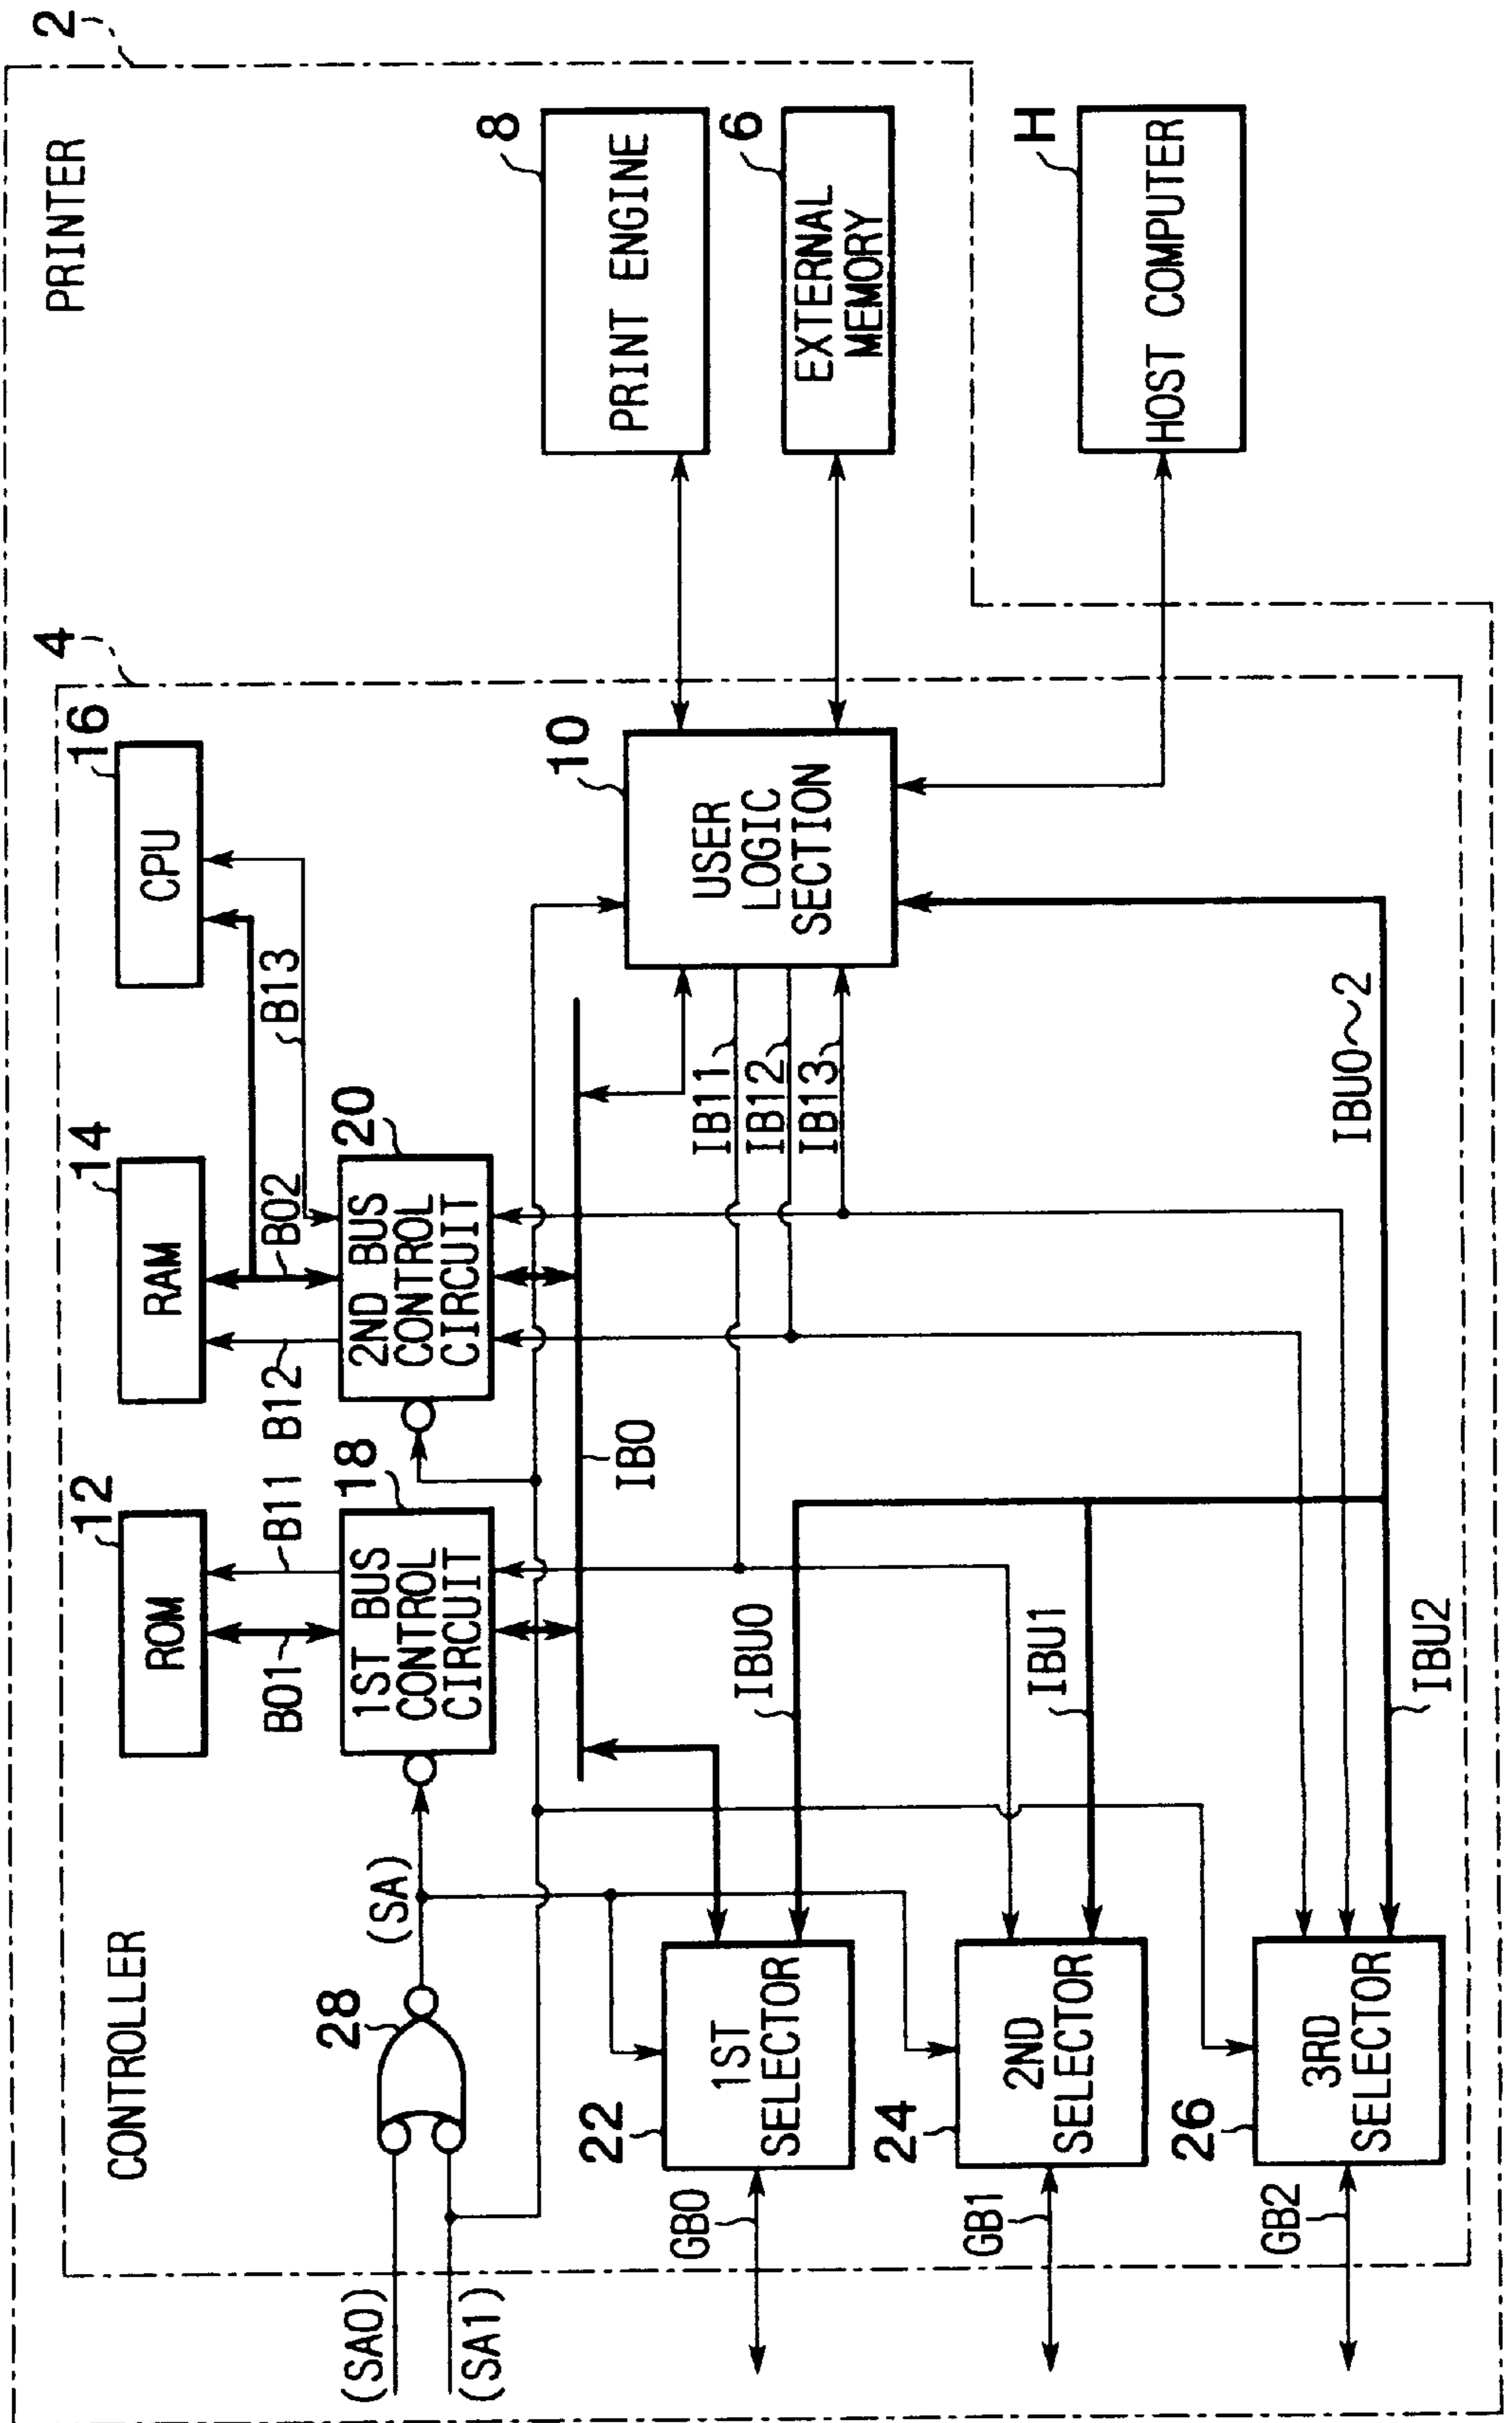 PRINTER
2
CONTROLLER
4
ROM
12
RAM
14
CPU
16
B01
B11
B12
B02
B13
1ST BUS
CONTROL
CIRCUIT
18
2ND BUS
CONTROL
CIRCUIT
20
(SA0)
(SA1)
28
(SA)
IB0
USER
LOGIC
SECTION
10
PRINT ENGINE
8
EXTERNAL
MEMORY
6
HOST COMPUTER
H
IB11
IB12
IB13
GB0
22
1ST
SELECTOR
IBU0
GB1
24
2ND
SELECTOR
IBU1
GB2
26
3RD
SELECTOR
IBU2
IBU0~2